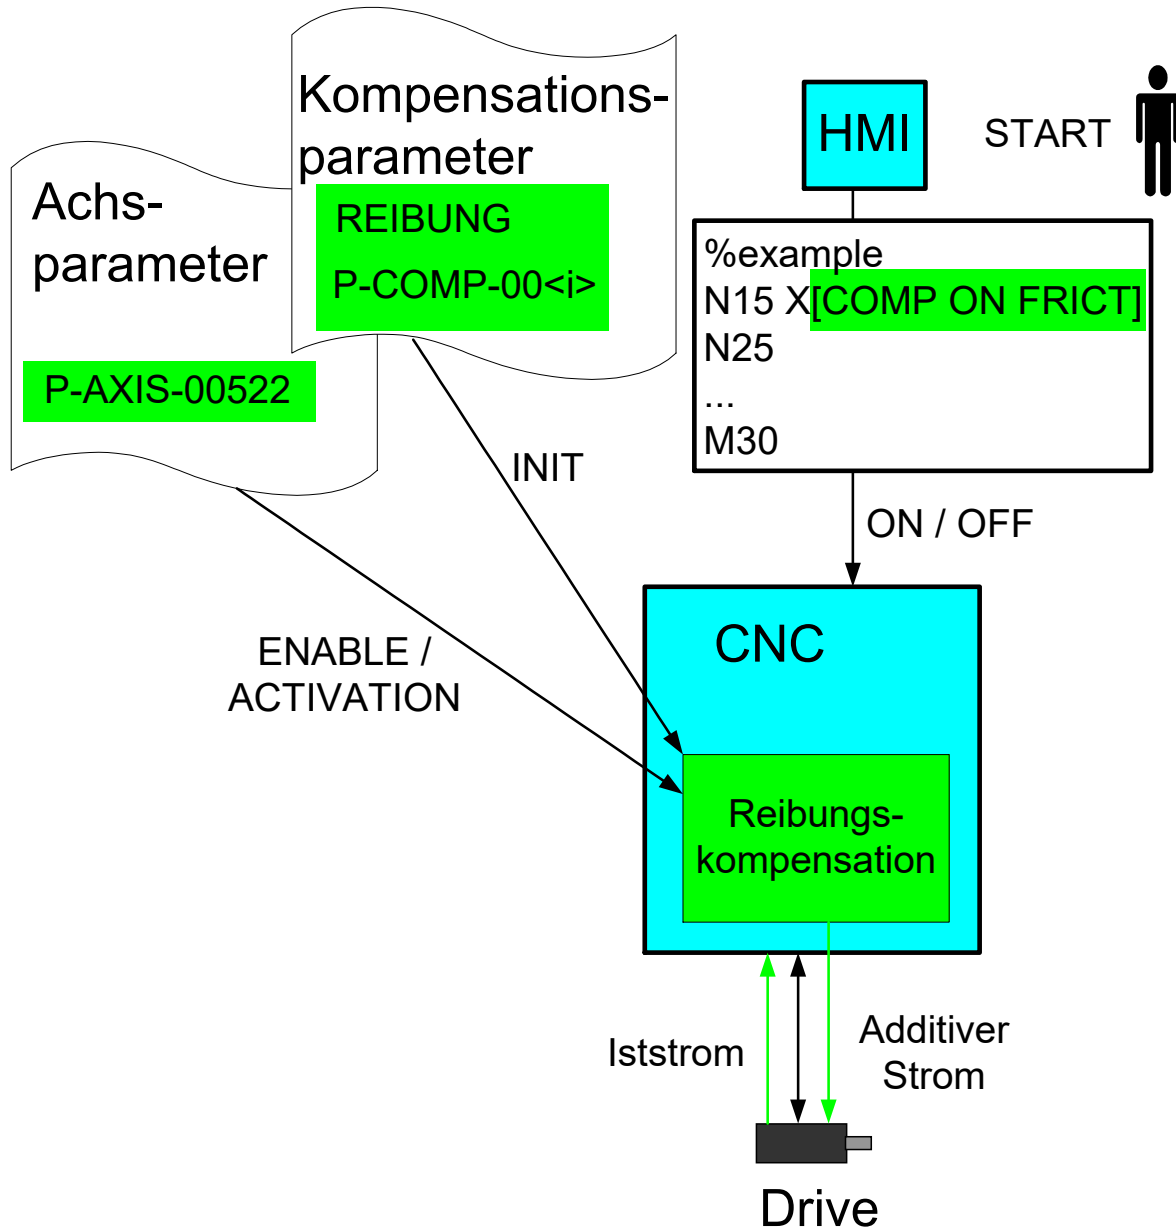 Kompensations-
parameter
REIBUNG
P-COMP-00<i>
Achs-
parameter
P-AXIS-00522
HMI
START
%example
N15 X[COMP ON FRICT]
N25
...
M30
INIT
ON / OFF
ENABLE /
ACTIVATION
CNC
Reibungs-
kompensation
Iststrom
Additiver
Strom
Drive